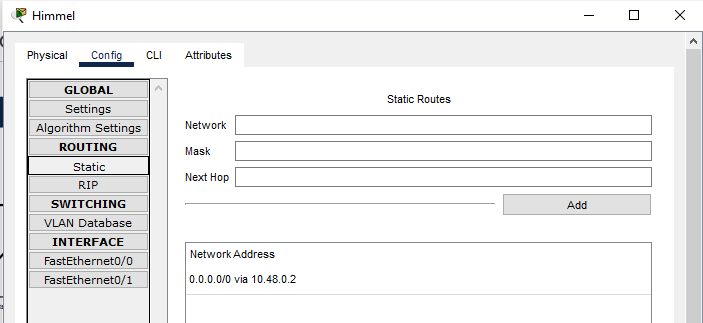 Himmel
Physical Config CLI Attributes
GLOBAL
Settings
Algorithm Settings
ROUTING
Static
RIP
SWITCHING
VLAN Database
INTERFACE
FastEthernet0/0
FastEthernet0/1
Static Routes
Network
Mask
Next Hop
Add
Network Address
0.0.0.0/0 via 10.48.0.2